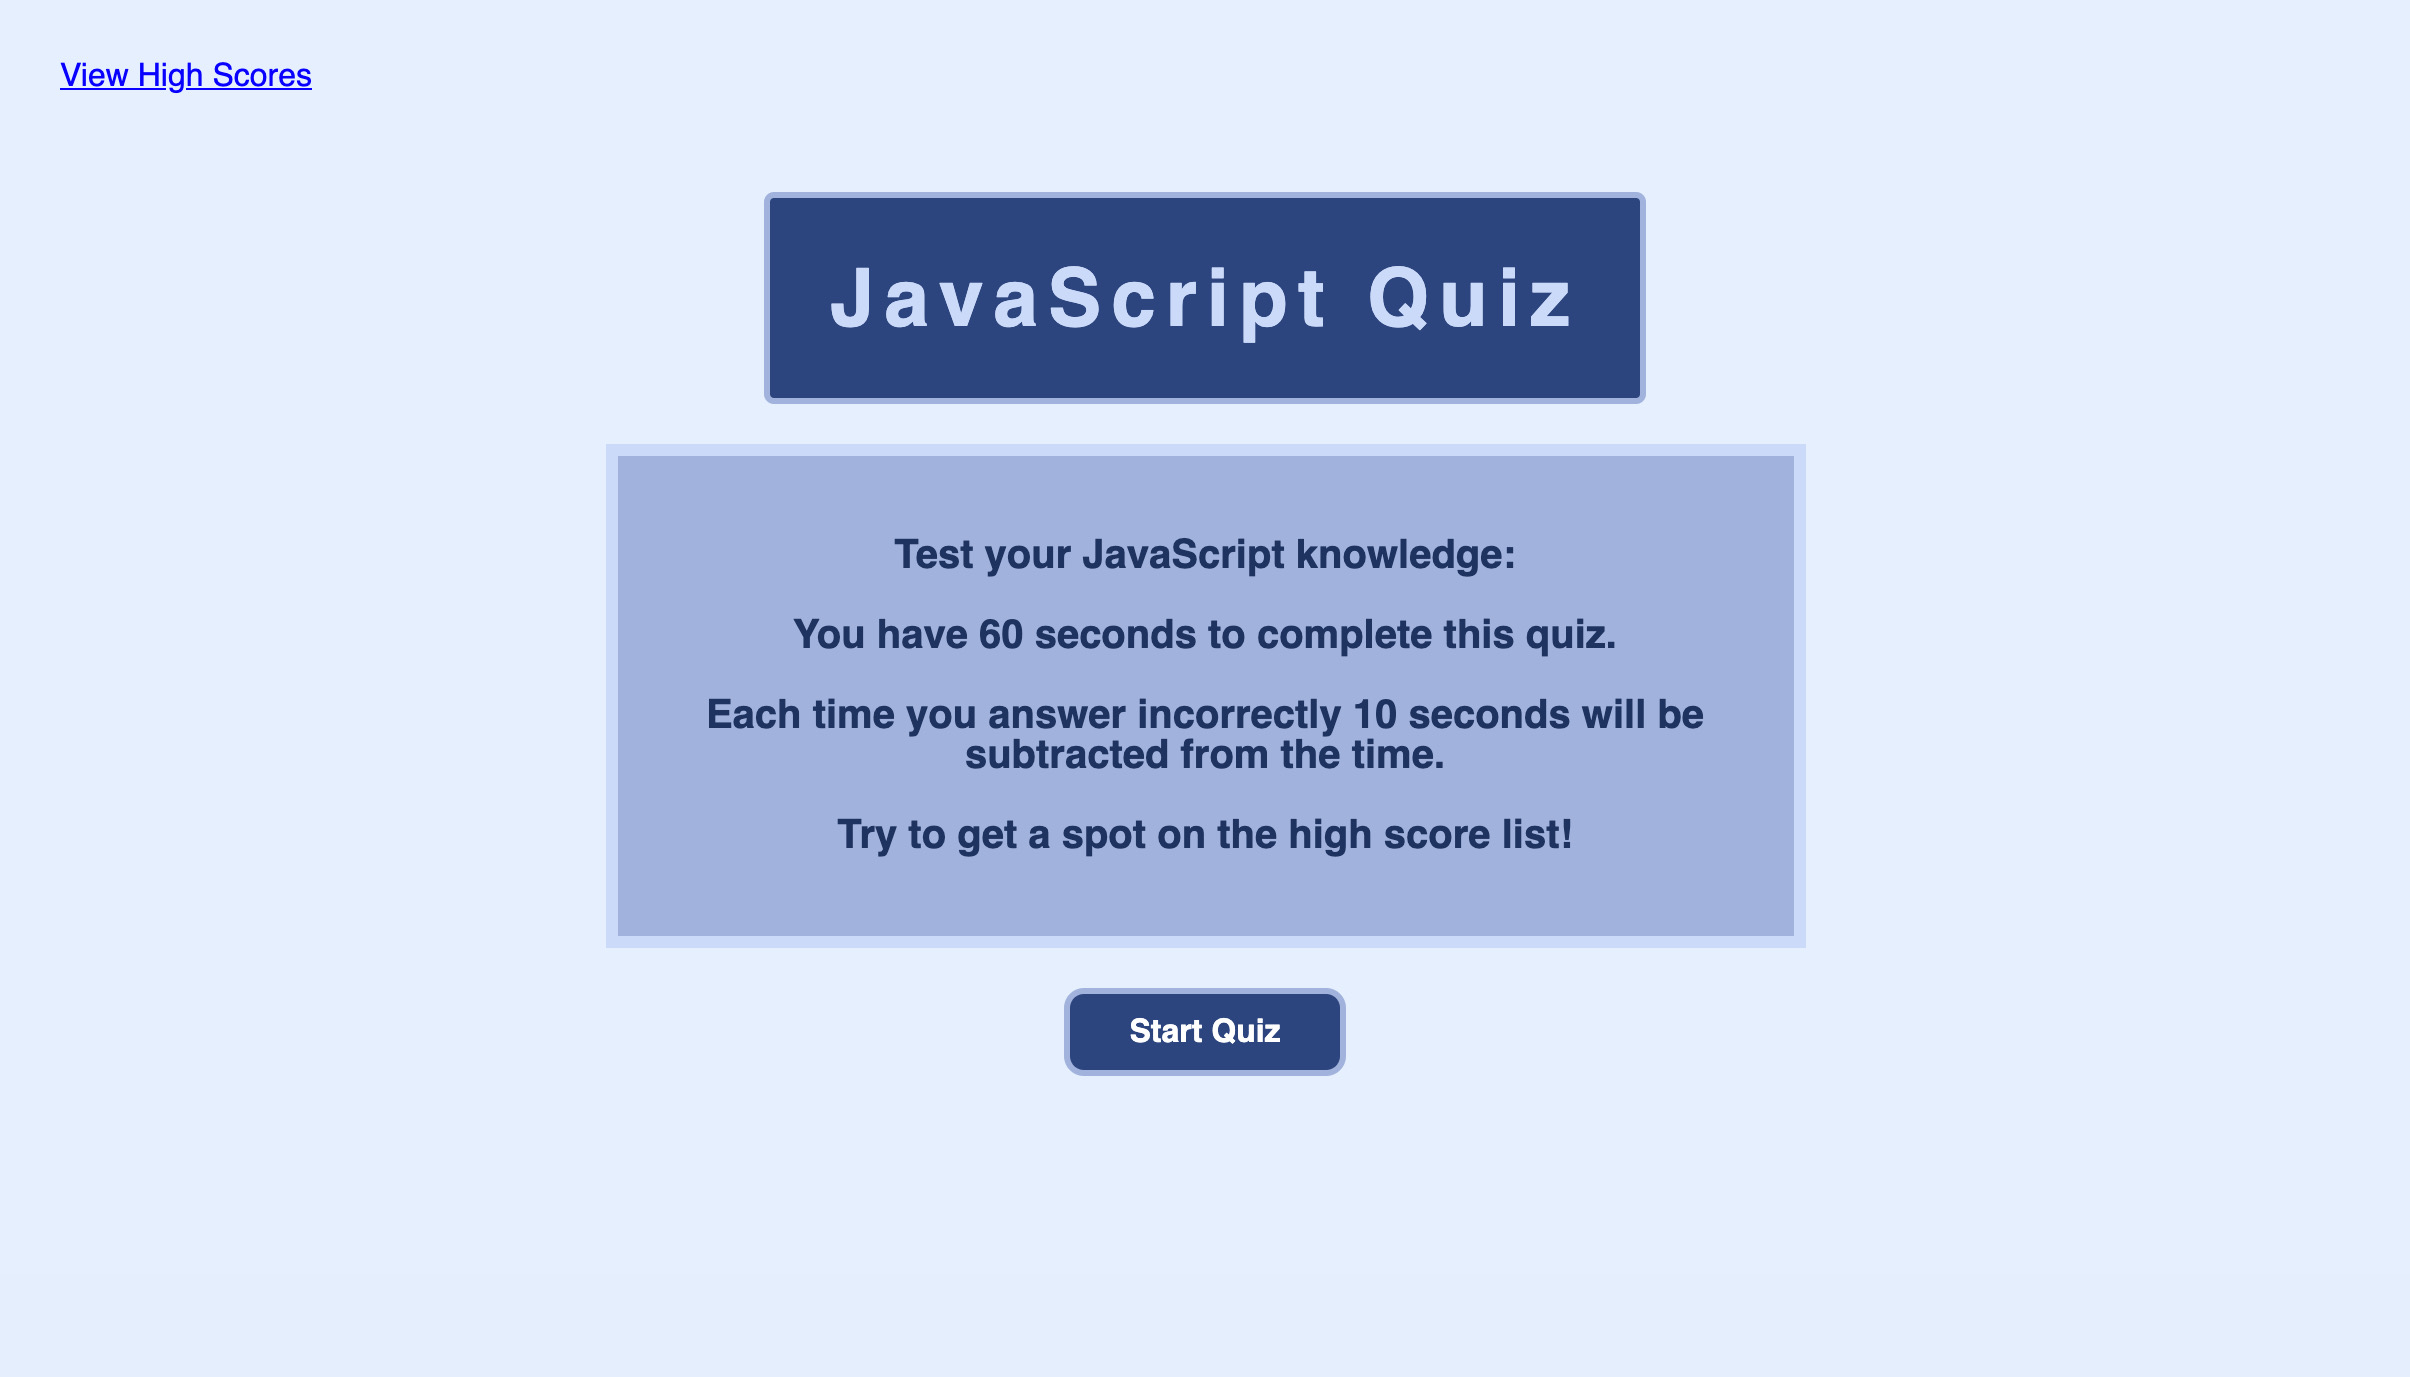 View High Scores
JavaScript Quiz
Test your JavaScript knowledge:
You have 60 seconds to complete this quiz.
Each time you answer incorrectly 10 seconds will be
subtracted from the time.
Try to get a spot on the high score list!
Start Quiz